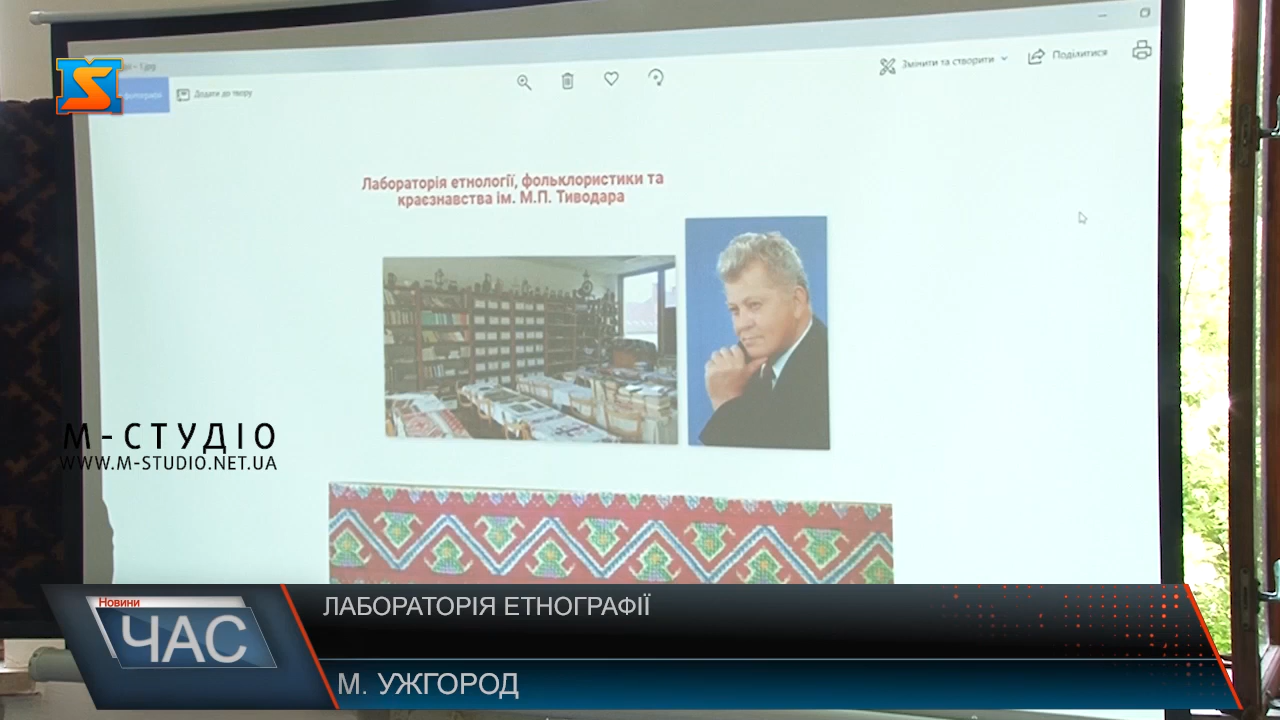 Змінити та створити
Поділитися
Додати до твору
Лабораторія етнології, фольклористики та
краєзнавства ім. М.П. Тиводара
М-СТУДІО
WWW.M-STUDIO.NET.UA
Новини
ЧАС
ЛАБОРАТОРІЯ ЕТНОГРАФІЇ
М. УЖГОРОД